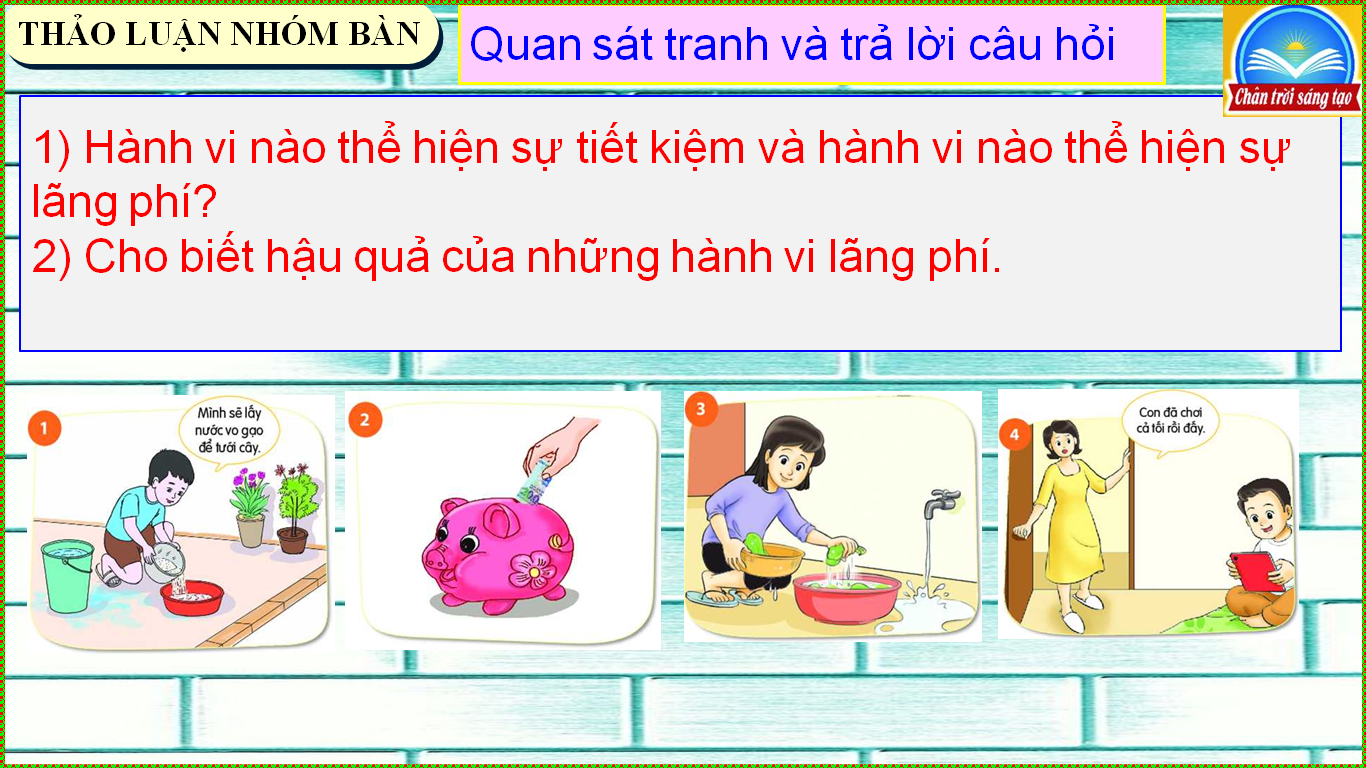 THẢO LUẬN NHÓM BÀN
Quan sát tranh và trả lời câu hỏi
Chân trời sáng tạo
1) Hành vi nào thể hiện sự tiết kiệm và hành vi nào thể hiện sự
lãng phí?
2) Cho biết hậu quả của những hành vi lãng phí.
1
Mình sẽ lấy
nước vo gạo
để tưới cây.
2
3
4
Con đã chơi
cả tối rồi đấy.